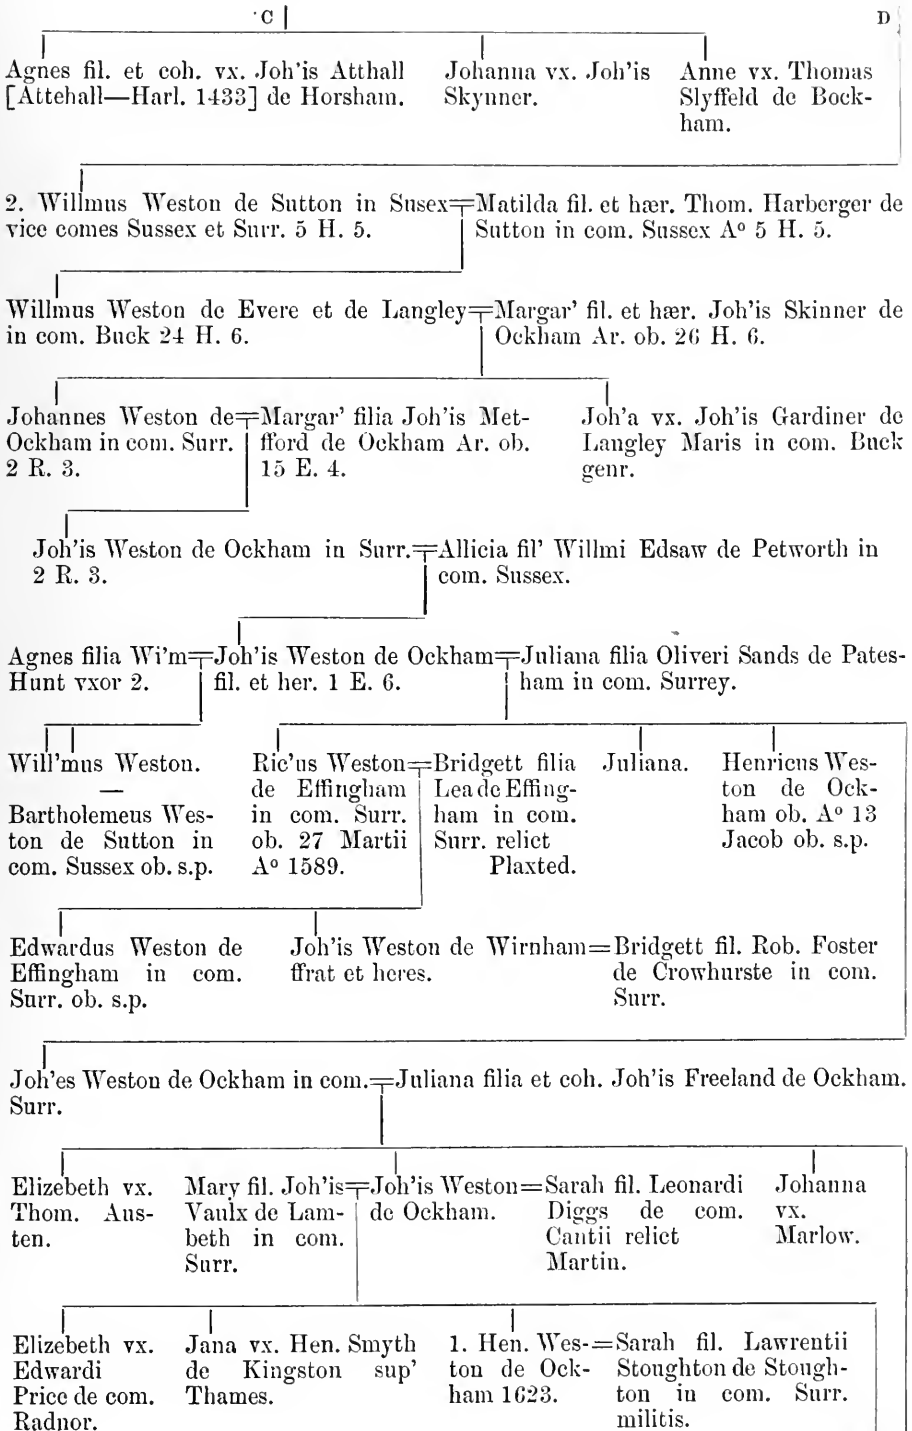 C D
Agnes fil. et coh. vx. Joh'is Atthall
[Attehall—Harl. 1433] de Horsham.
Johanna vx. Joh'is
Skynner.
Anne vx. Thomas
Slyffeld de Bock-
ham.
2. Willmus Weston de Sutton in Susex
vice comes Sussex et Surr. 5 H. 5.
Matilda fil. et hær. Thom. Harberger de
Sutton in com. Sussex Aº 5 H. 5.
Willmus Weston de Evere et de Langley
in com. Buck 24 H. 6.
Margar' fil. et hær. Joh'is Skinner de
Ockham Ar. ob. 26 H. 6.
Johannes Weston de
Ockham in com. Surr.
2 R. 3.
Margar' filia Joh'is Met-
fford de Ockham Ar. ob.
15 E. 4.
Joh'a vx. Joh'is Gardiner de
Langley Maris in com. Buck
genr.
Joh'is Weston de Ockham in Surr.
2 R. 3.
Allicia fil' Willmi Edsaw de Petworth in
com. Sussex.
Agnes filia Wi'm
Hunt vxor 2.
Joh'is Weston de Ockham
fil. et her. 1 E. 6.
Juliana filia Oliveri Sands de Pates-
ham in com. Surrey.
Will'mus Weston.
—
Bartholemeus Wes-
ton de Sutton in
com. Sussex ob. s.p.
Ric'us Weston
de Effingham
in com. Surr.
ob. 27 Martii
Aº 1589.
Bridgett filia
Lea de Effing-
ham in com.
Surr. relict
Plaxted.
Juliana.
Henricus Wes-
ton de Ock-
ham ob. Aº 13
Jacob ob. s.p.
Edwardus Weston de
Effingham in com.
Surr. ob. s.p.
Joh'is Weston de Wirnham=
ffrat et heres.
Bridgett fil. Rob. Foster
de Crowhurste in com.
Surr.
Joh'es Weston de Ockham in com.
Surr.
Juliana filia et coh. Joh'is Freeland de Ockham.
Elizebeth vx.
Thom. Aus-
ten.
Mary fil. Joh'is
Vaulx de Lam-
beth in com.
Surr.
Joh'is Weston=
de Ockham.
Sarah fil. Leonardi
Diggs de com.
Cantii relict
Martin.
Johanna
vx.
Marlow.
Elizebeth vx.
Edwardi
Price de com.
Radnor.
Jana vx. Hen. Smyth
de Kingston sup'
Thames.
1. Hen. Wes-=
ton de Ock-
ham 1623.
Sarah fil. Lawrentii
Stoughton de Stough-
ton in com. Surr.
militis.